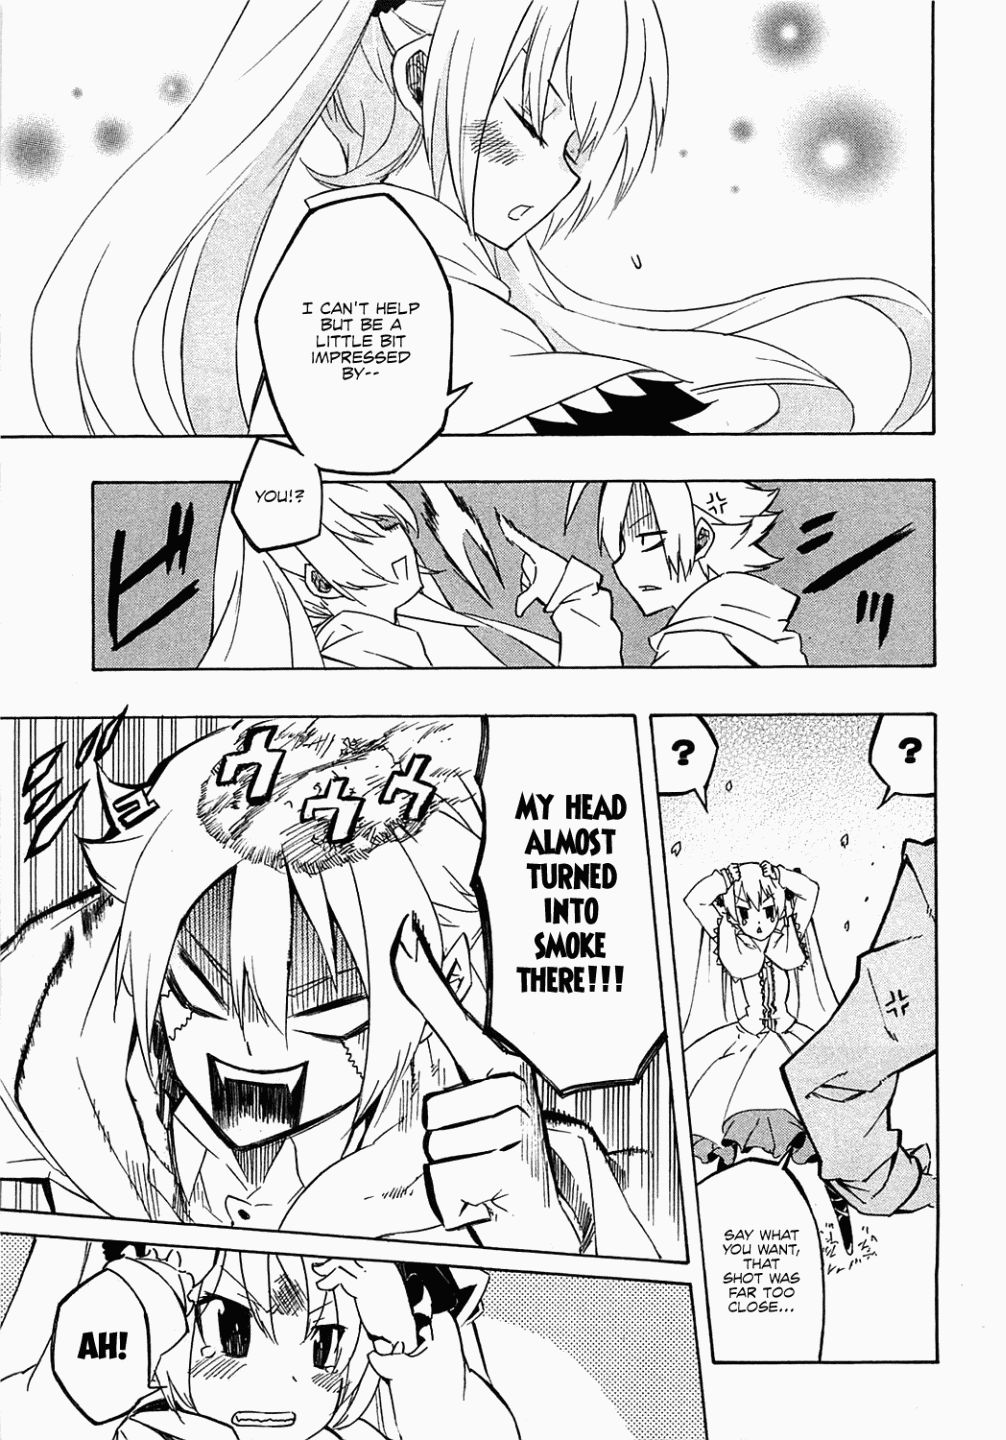 I CAN'T HELP
BUT BE A
LITTLE BIT
IMPRESSED
BY--
YOU!?
ビシッ
?
?
SAY WHAT
YOU WANT,
THAT
SHOT WAS
FAR TOO
CLOSE...
MY HEAD
ALMOST
TURNED
INTO
SMOKE
THERE!!!
ウ
ウ
ウ
AH!